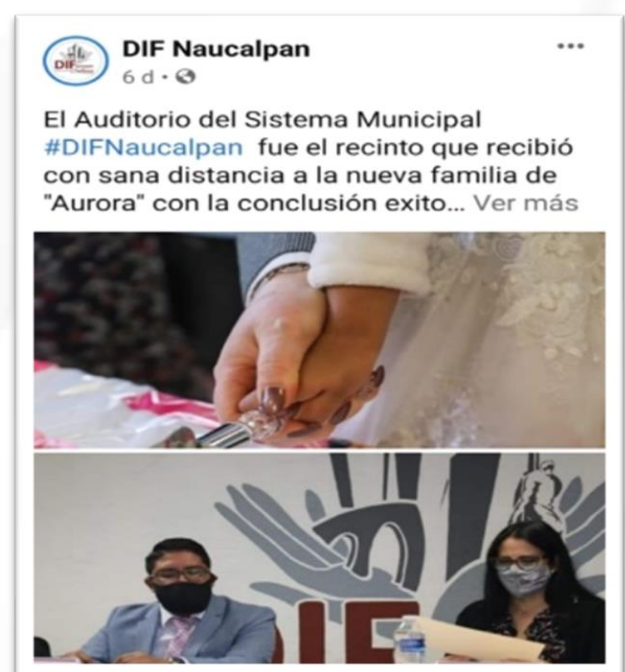 DIF
DIF Naucalpan
6 d
El Auditorio del Sistema Municipal
#DIFNaucalpan fue el recinto que recibió
con sana distancia a la nueva familia de
"Aurora" con la conclusión exito... Ver más
DIF